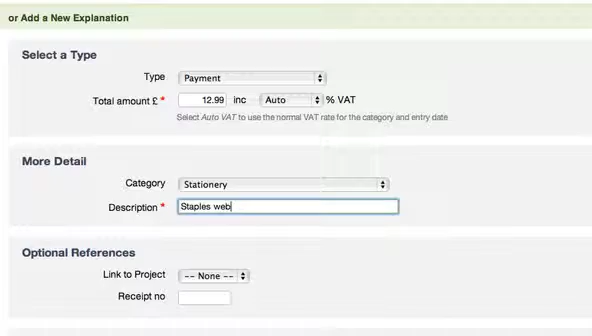 or Add a New Explanation
Select a Type
Type Payment
Total amount £ * 12.99 inc Auto % VAT
Select Auto VAT to use the normal VAT rate for the category and entry date
More Detail
Category Stationery
Description * Staples web
Optional References
Link to Project -- None --
Receipt no